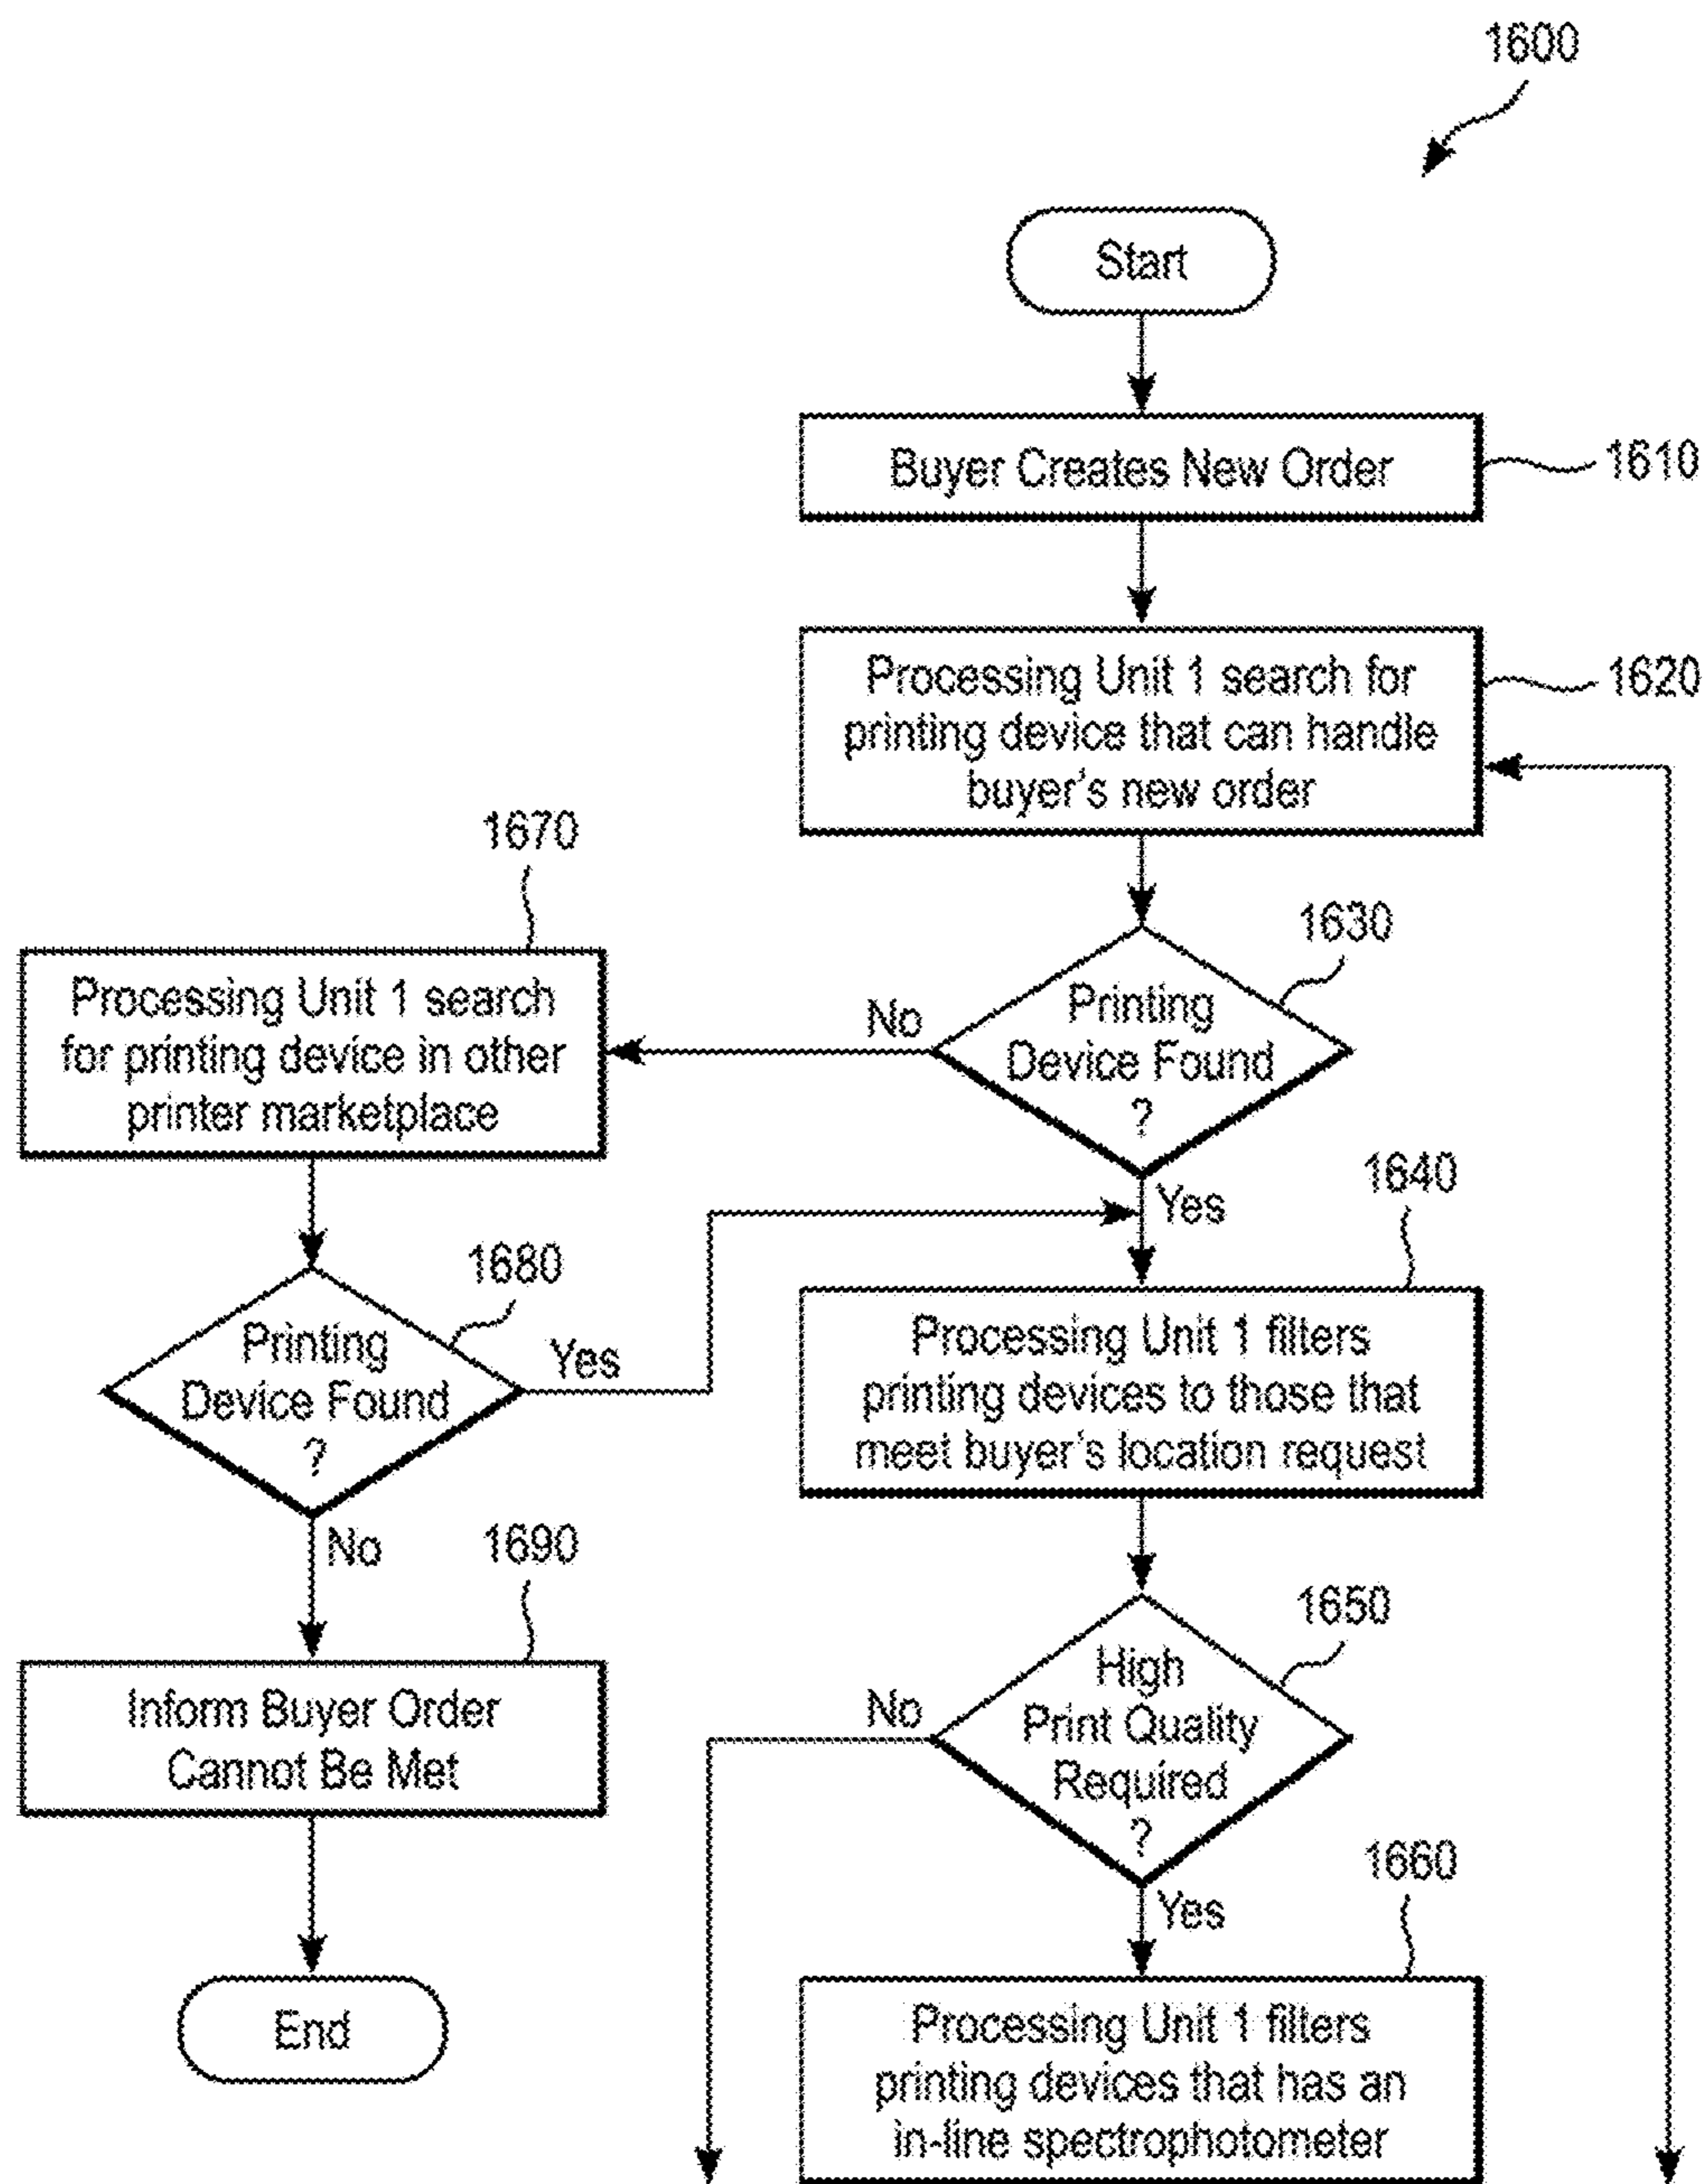 1600
Start
Buyer Creates New Order
1610
Processing Unit 1 search for
printing device that can handle
buyer's new order
1620
1630
Printing
Device Found
?
No
Yes
1670
Processing Unit 1 search
for printing device in other
printer marketplace
1680
Printing
Device Found
?
Yes
No
1640
Processing Unit 1 filters
printing devices to those that
meet buyer's location request
1690
Inform Buyer Order
Cannot Be Met
End
1650
High
Print Quality
Required
?
No
Yes
1660
Processing Unit 1 filters
printing devices that has an
in-line spectrophotometer